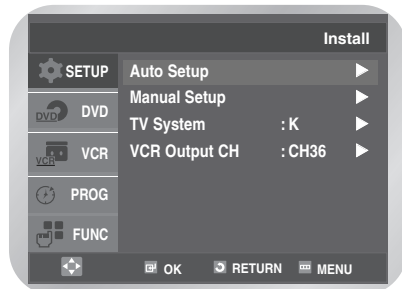 Install
SETUP
Auto Setup
Manual Setup
DVD DVD
TV System : K
VCR VCR
VCR Output CH : CH36
PROG
FUNC
OK RETURN MENU